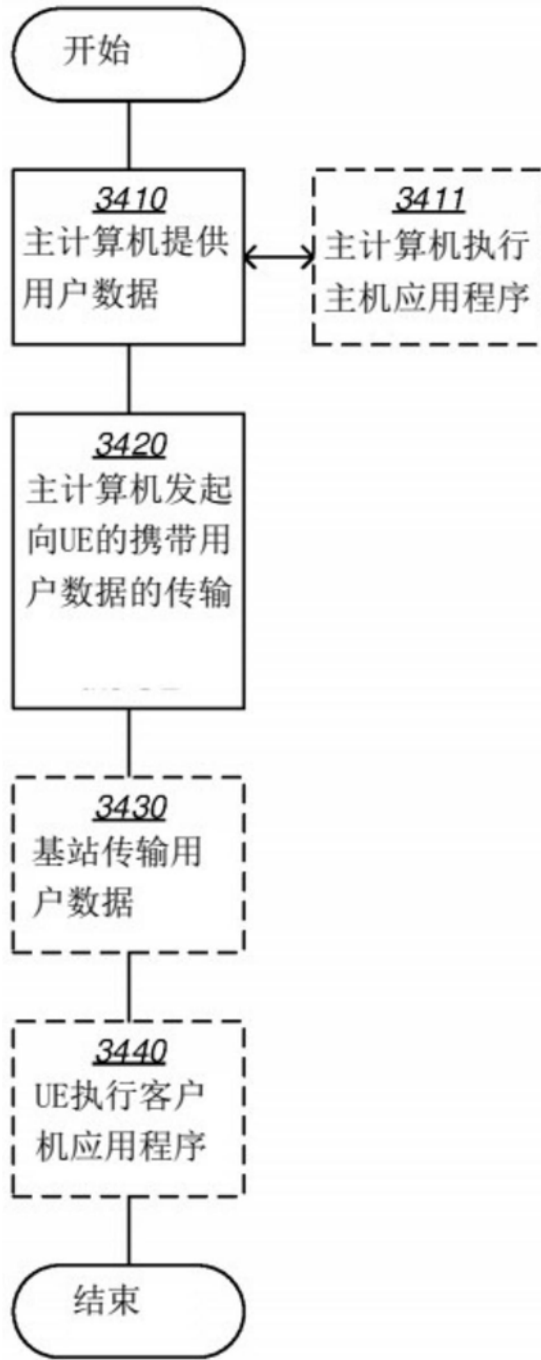 开始
3410
主计算机提供
用户数据
3411
主计算机执行
主机应用程序
3420
主计算机发起
向UE的携带用
户数据的传输
3430
基站传输用
户数据
3440
UE执行客户
机应用程序
结束